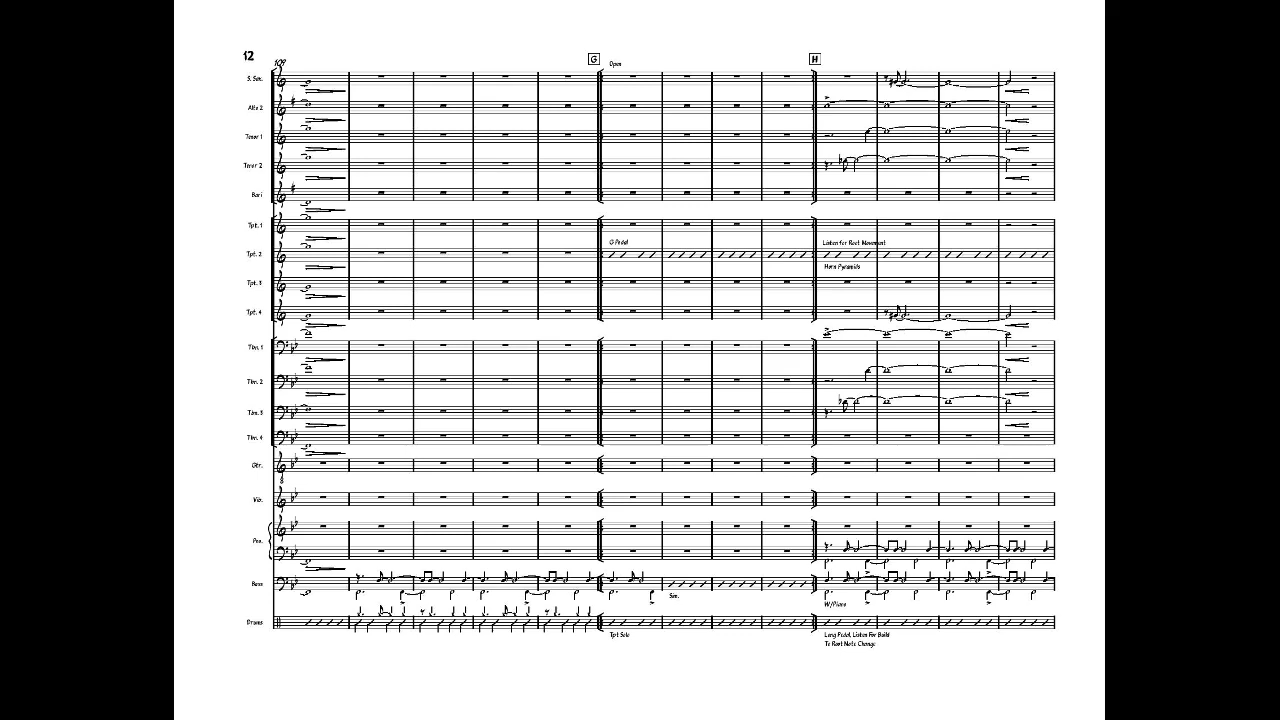 12
109
G
Open
H
S. Sax.
Alto 2
Tenor 1
Tenor 2
Bari
Tpt. 1
G Pedal
Listen for Root Movement
Tpt. 2
Horn Pyramids
Tpt. 3
Tpt. 4
Tbn. 1
Tbn. 2
Tbn. 3
Tbn. 4
Gtr.
8
Vib.
Pno.
Bass
Sim.
W/Piano
Drums
Tpt Solo
Long Pedal, Listen For Build
To Root Note Change